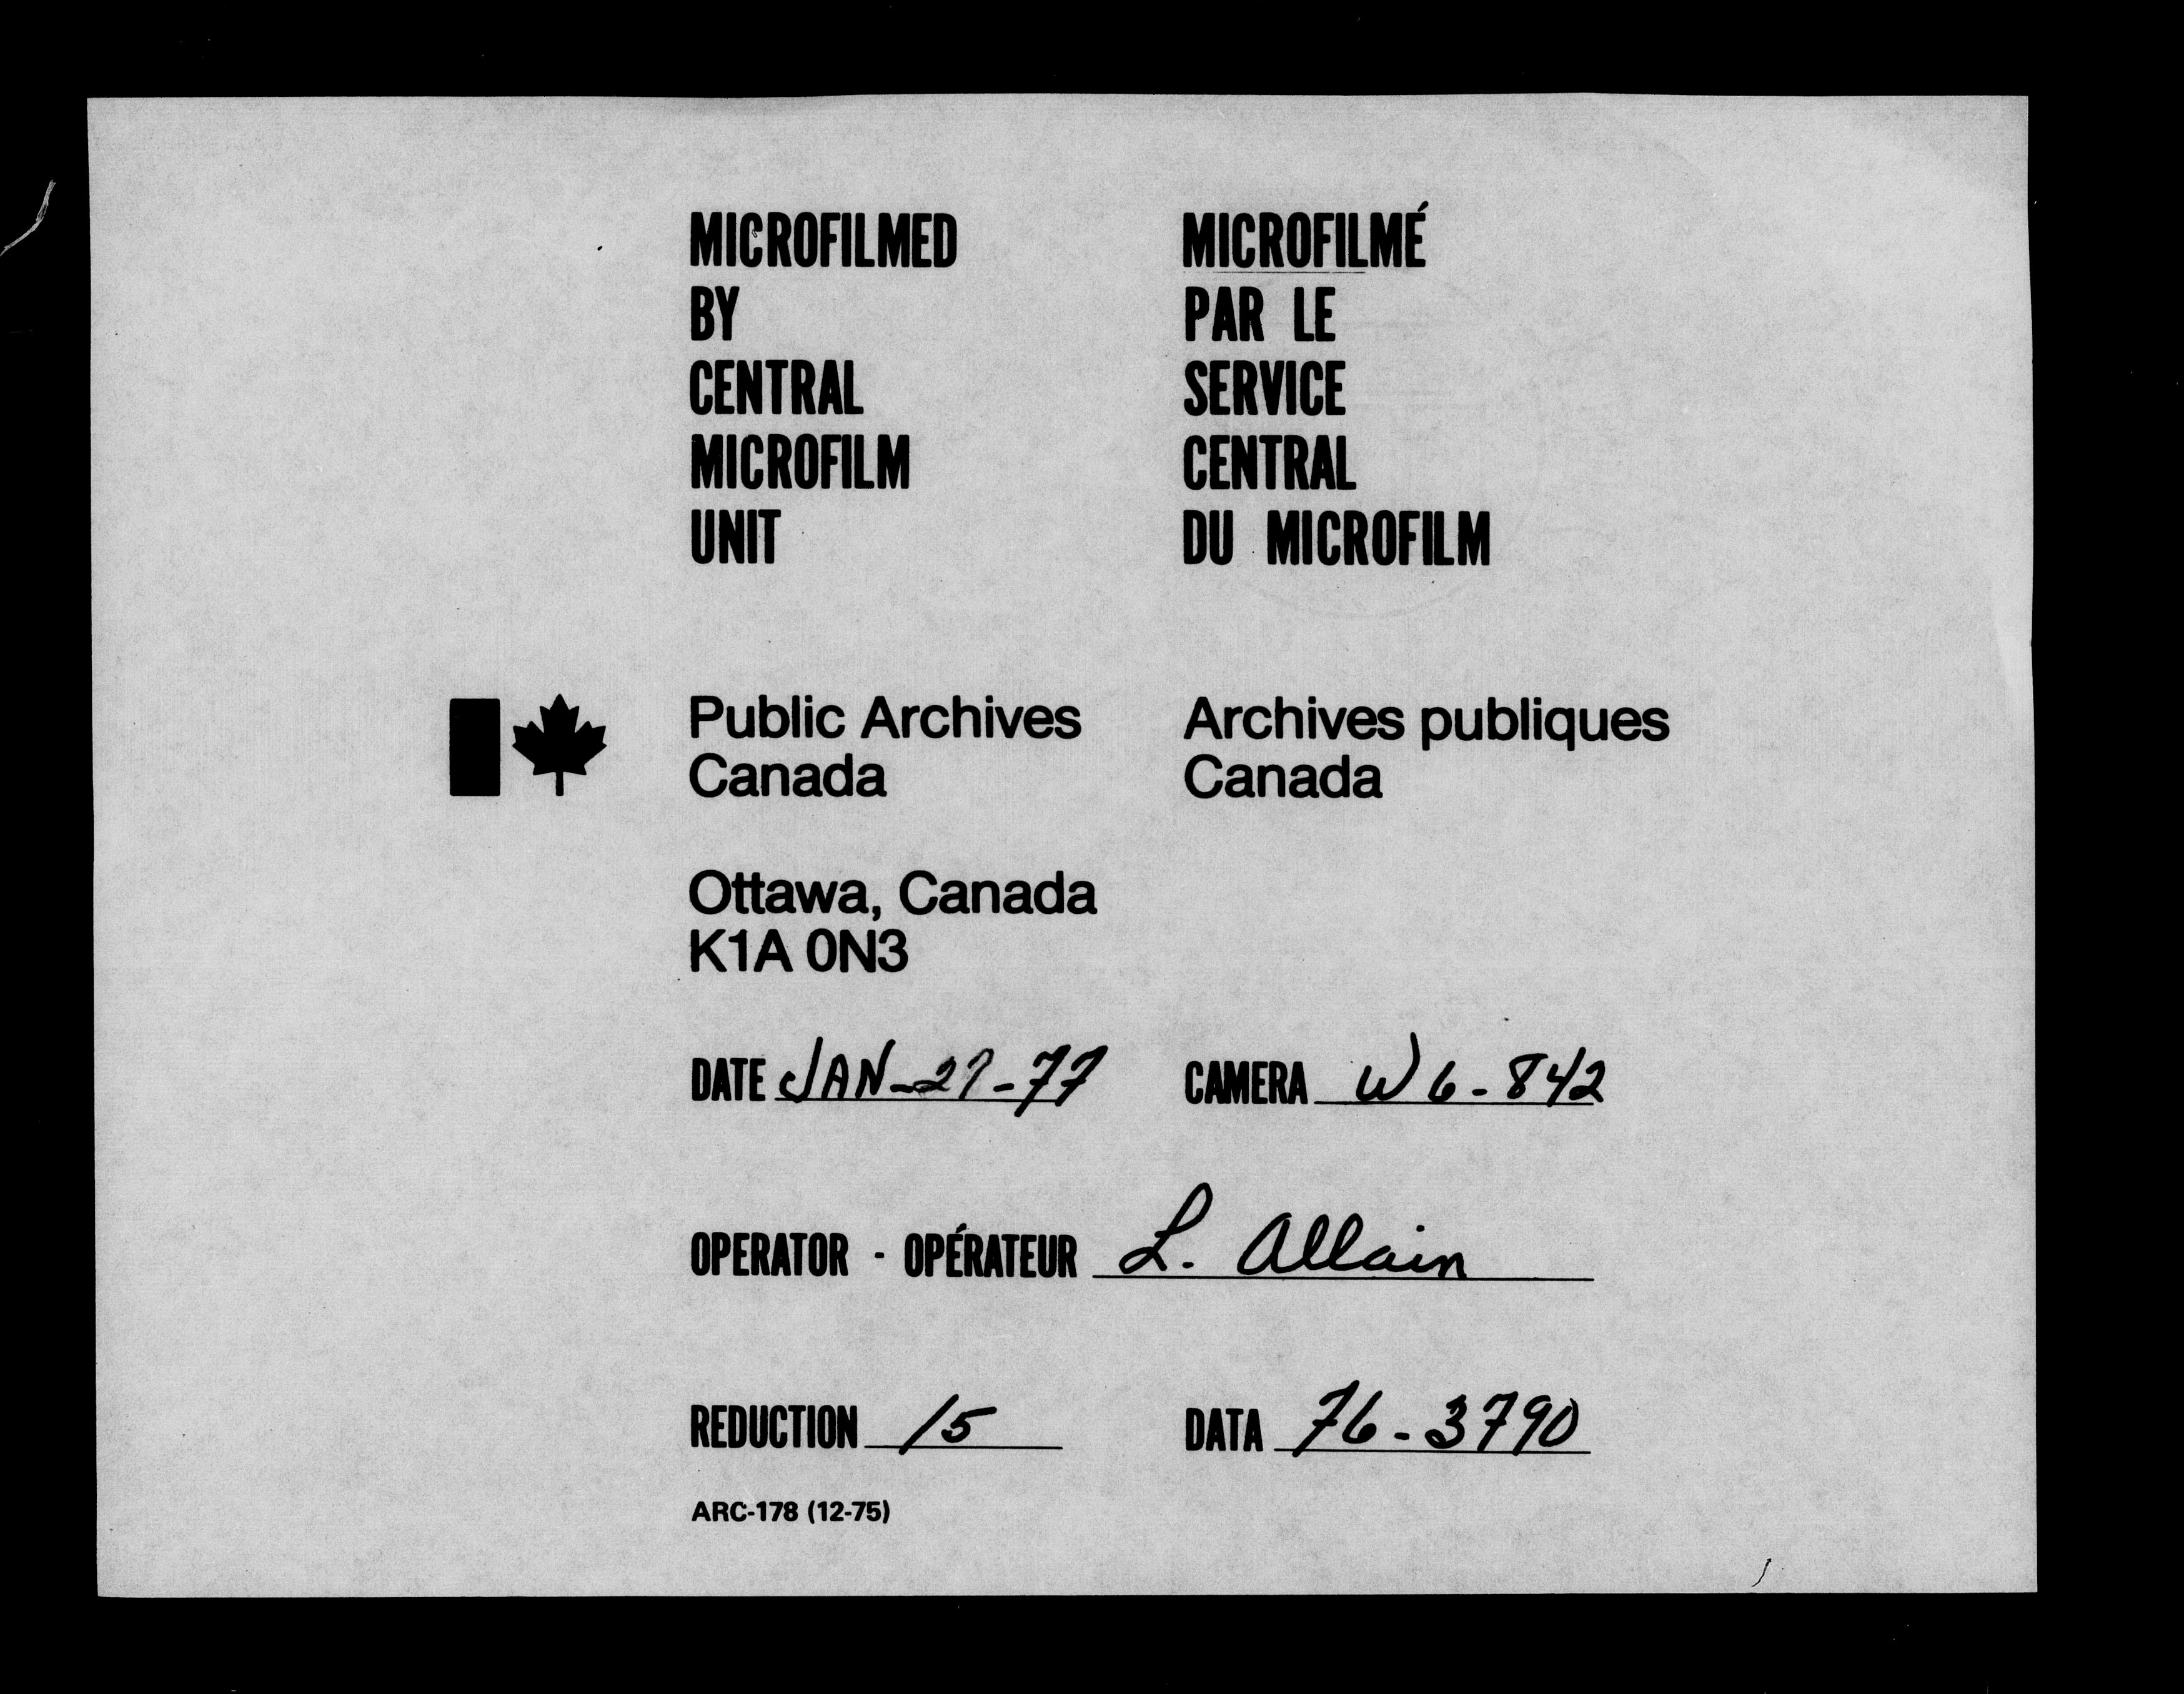 MICROFILMED
BY
CENTRAL
MICROFILM
UNIT
MICROFILMÉ
PAR LE
SERVICE
CENTRAL
DU MICROFILM
Public Archives
Canada
Archives publiques
Canada
Ottawa, Canada
K1A 0N3
DATE JAN-27-77
CAMERA W6-842
OPERATOR - OPÉRATEUR L. Allain
REDUCTION 15
DATA 76-3790
ARC-178 (12-75)